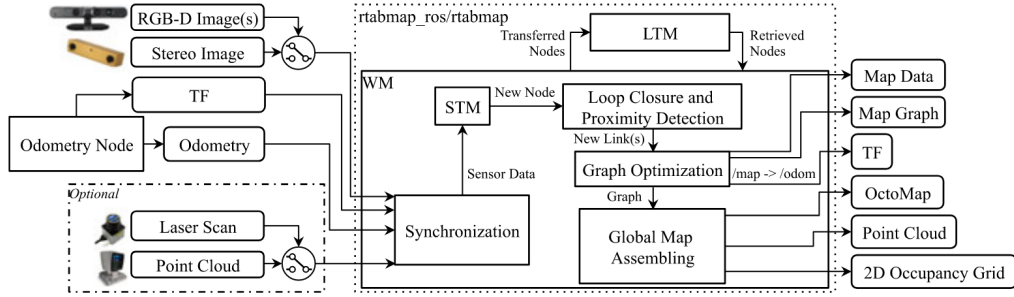 RGB-D Image(s)
Stereo Image
TF
Odometry Node
Odometry
Optional
Laser Scan
Point Cloud
rtabmap_ros/rtabmap
Transferred
Nodes
LTM
Retrieved
Nodes
WM
STM
New Node
Loop Closure and
Proximity Detection
New Link(s)
Sensor Data
Graph Optimization
/map -> /odom
Graph
Synchronization
Global Map
Assembling
Map Data
Map Graph
TF
OctoMap
Point Cloud
2D Occupancy Grid